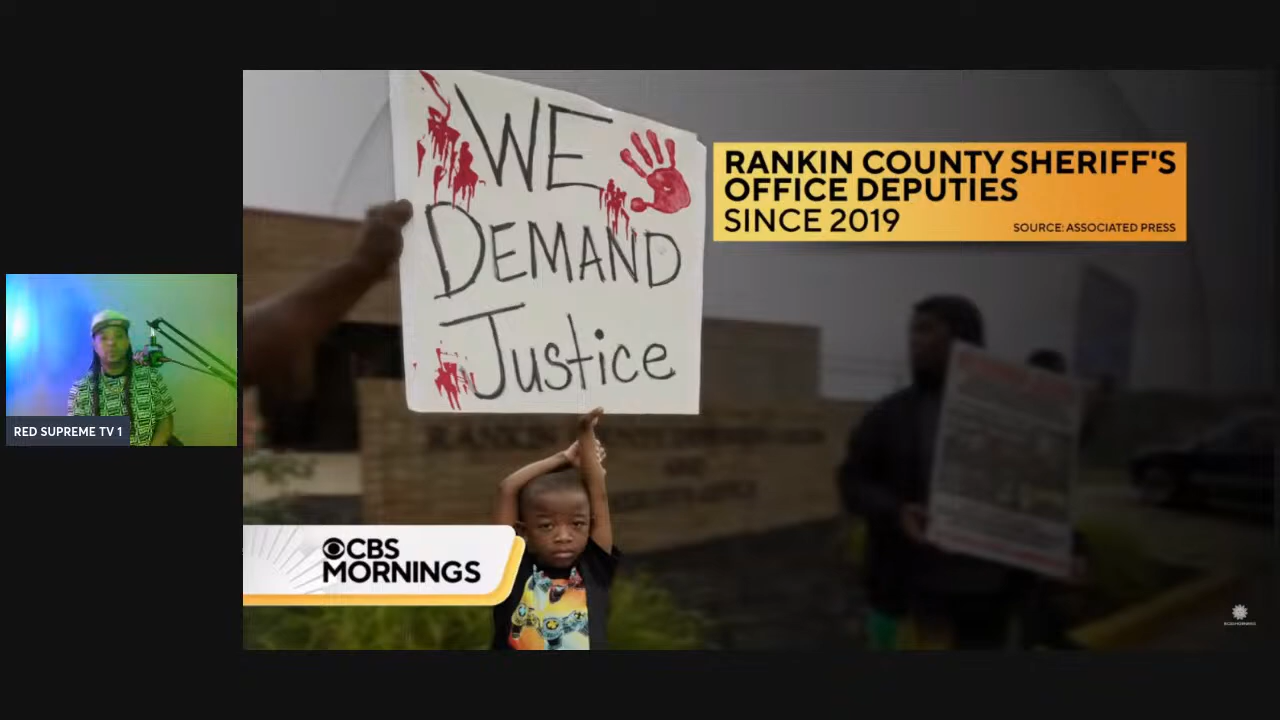 WE
DEMAND
Justice
RANKIN COUNTY SHERIFF'S
OFFICE DEPUTIES
SINCE 2019
SOURCE: ASSOCIATED PRESS
RED SUPREME TV 1
CBS
MORNINGS